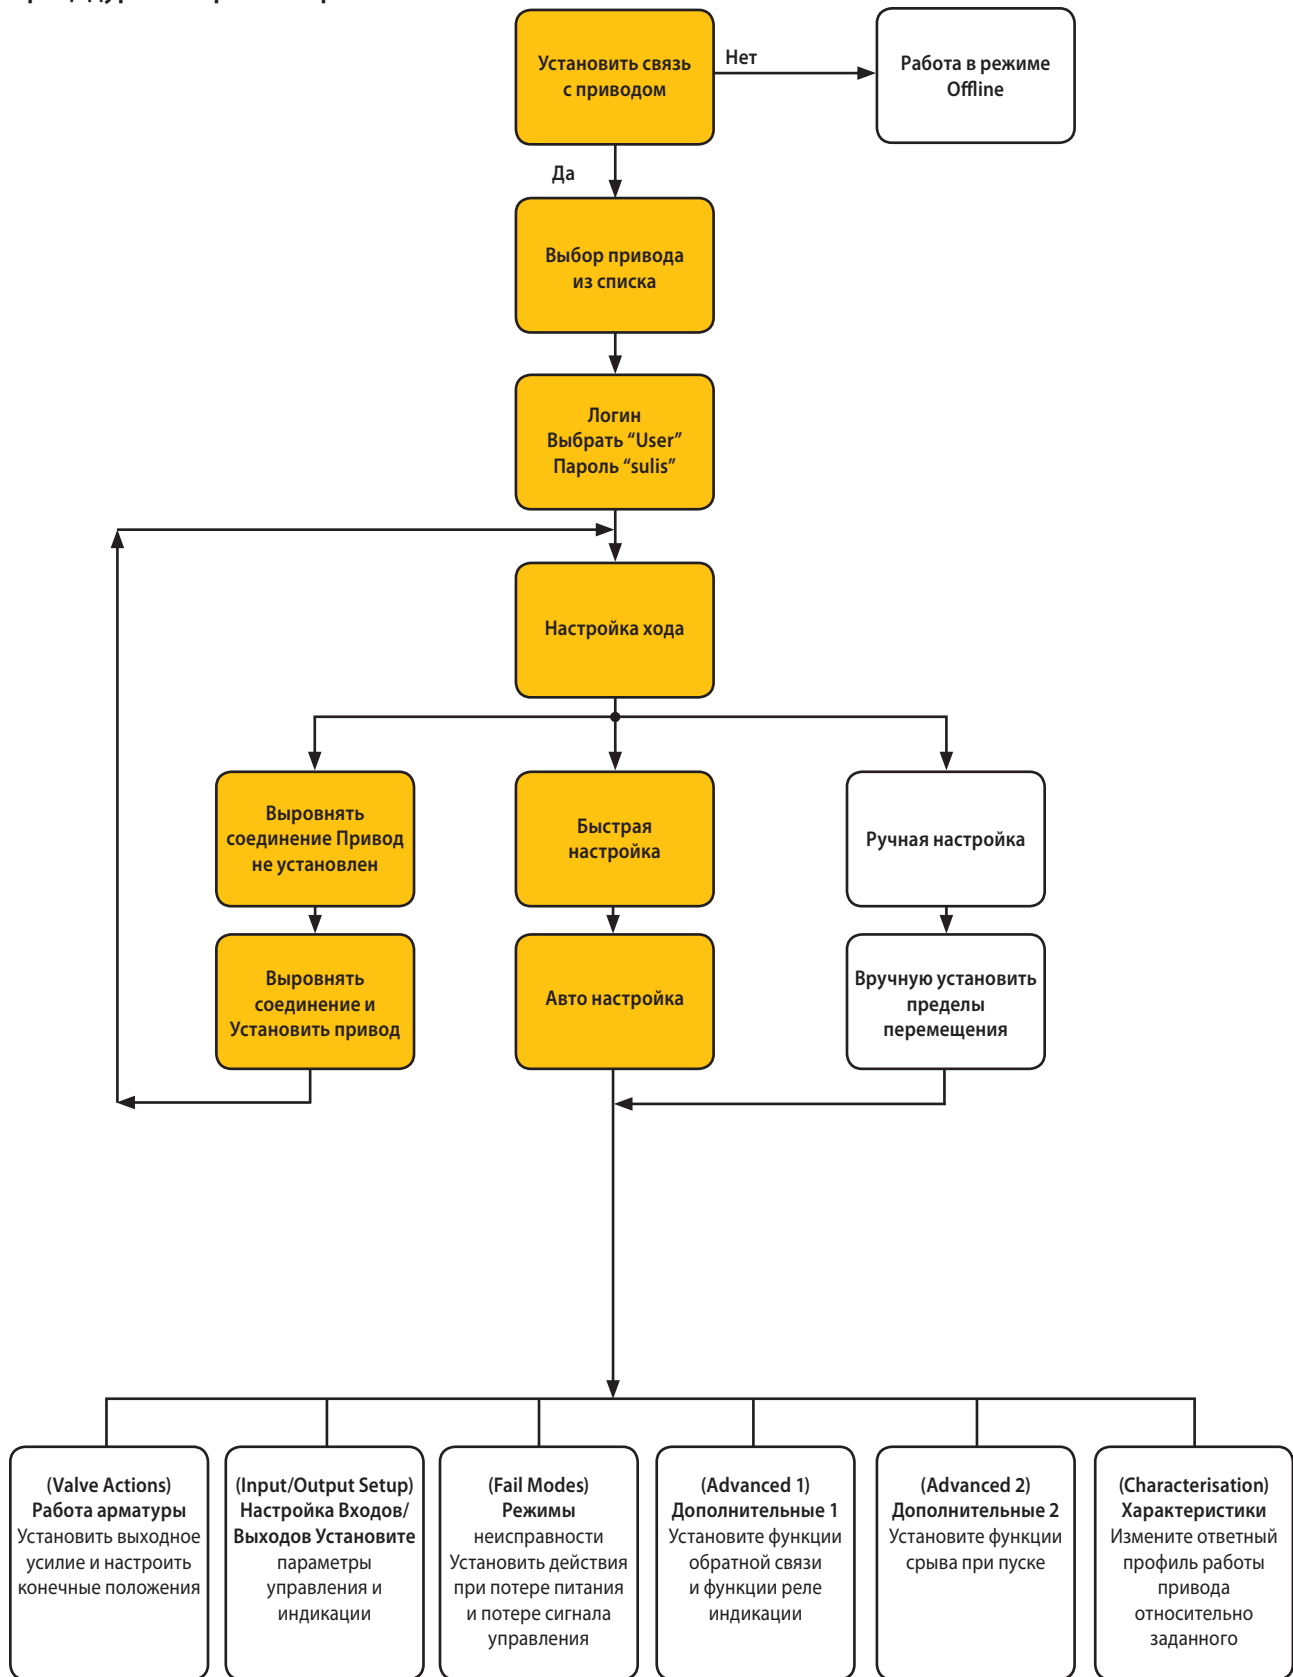 Установить связь
с приводом
Нет
Работа в режиме
Offline
Да
Выбор привода
из списка
Логин
Выбрать “User”
Пароль “sulis”
Настройка хода
Выровнять
соединение Привод
не установлен
Быстрая
настройка
Ручная настройка
Выровнять
соединение и
Установить привод
Авто настройка
Вручную установить
пределы
перемещения
(Valve Actions)
Работа арматуры
Установить выходное
усилие и настроить
конечные положения
(Input/Output Setup)
Настройка Входов/
Выходов Установите
параметры
управления и
индикации
(Fail Modes)
Режимы
неисправности
Установить действия
при потере питания
и потере сигнала
управления
(Advanced 1)
Дополнительные 1
Установите функции
обратной связи
и функции реле
индикации
(Advanced 2)
Дополнительные 2
Установите функции
срыва при пуске
(Characterisation)
Характеристики
Измените ответный
профиль работы
привода
относительно
заданного